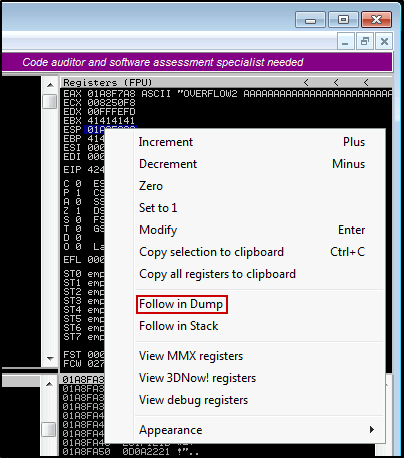 Code auditor and software assessment specialist needed
Registers (FPU) < < <
EAX 01A8F7A8 ASCII "OVERFLOW2 AAAAAAAAAAAAAAAAAAAAAAAA
ECX 008250F8
EDX 00FFFEFD
EBX 41414141
ESP
EBP 414
ESI 000
EDI 000
EIP 424
C 0 ES
P 1 CS
A 0 SS
Z 1 DS
S 0 FS
T 0 GS
D 0
O 0 La
EFL 000
ST0 emp
ST1 emp
ST2 emp
ST3 emp
ST4 emp
ST5 emp
ST6 emp
ST7 emp
FST 000
FCW 027
Increment Plus
Decrement Minus
Zero
Set to 1
Modify Enter
Copy selection to clipboard Ctrl+C
Copy all registers to clipboard
Follow in Dump
Follow in Stack
View MMX registers
View 3DNow! registers
View debug registers
Appearance
01A8FA3
01A8FA3
01A8FA3
01A8FA3
01A8FA4
01A8FA4
01A8FA4
01A8FA50 0D0A2221